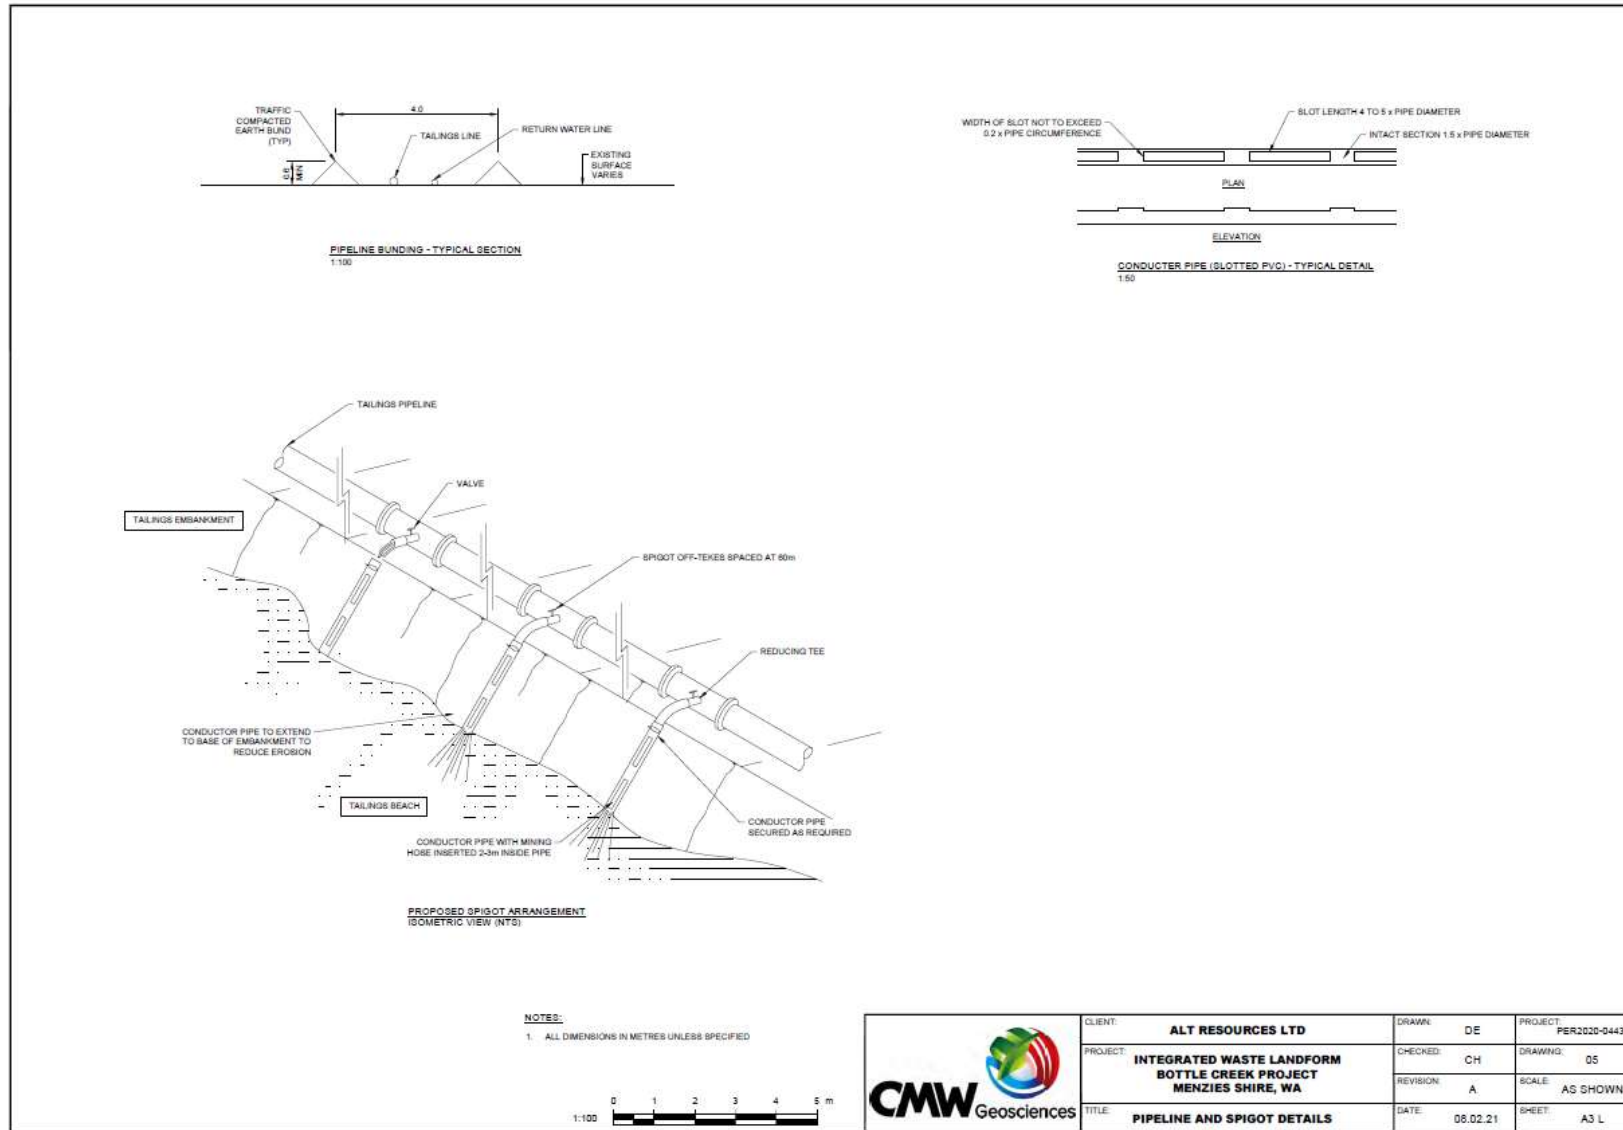 TRAFFIC
COMPACTED
EARTH BUND
(TYP)
4.0
TAILINGS LINE
RETURN WATER LINE
0.6
MIN
EXISTING
SURFACE
VARIES
PIPELINE BUNDING - TYPICAL SECTION
1:100
WIDTH OF SLOT NOT TO EXCEED
0.2 x PIPE CIRCUMFERENCE
SLOT LENGTH 4 TO 5 x PIPE DIAMETER
INTACT SECTION 1.5 x PIPE DIAMETER
PLAN
ELEVATION
CONDUCTER PIPE (SLOTTED PVC) - TYPICAL DETAIL
1:50
TAILINGS PIPELINE
VALVE
TAILINGS EMBANKMENT
SPIGOT OFF-TEKES SPACED AT 60m
REDUCING TEE
CONDUCTOR PIPE TO EXTEND
TO BASE OF EMBANKMENT TO
REDUCE EROSION
TAILINGS BEACH
CONDUCTOR PIPE WITH MINING
HOSE INSERTED 2-3m INSIDE PIPE
CONDUCTOR PIPE
SECURED AS REQUIRED
PROPOSED SPIGOT ARRANGEMENT
ISOMETRIC VIEW (NTS)
NOTES:
1. ALL DIMENSIONS IN METRES UNLESS SPECIFIED
0 1 2 3 4 5 m
1:100
CMW Geosciences
CLIENT: ALT RESOURCES LTD
PROJECT: INTEGRATED WASTE LANDFORM
BOTTLE CREEK PROJECT
MENZIES SHIRE, WA
TITLE: PIPELINE AND SPIGOT DETAILS
DRAWN: DE
PROJECT: PER2020-0443
CHECKED: CH
DRAWING: 05
REVISION: A
SCALE: AS SHOWN
DATE: 08.02.21
SHEET: A3 L